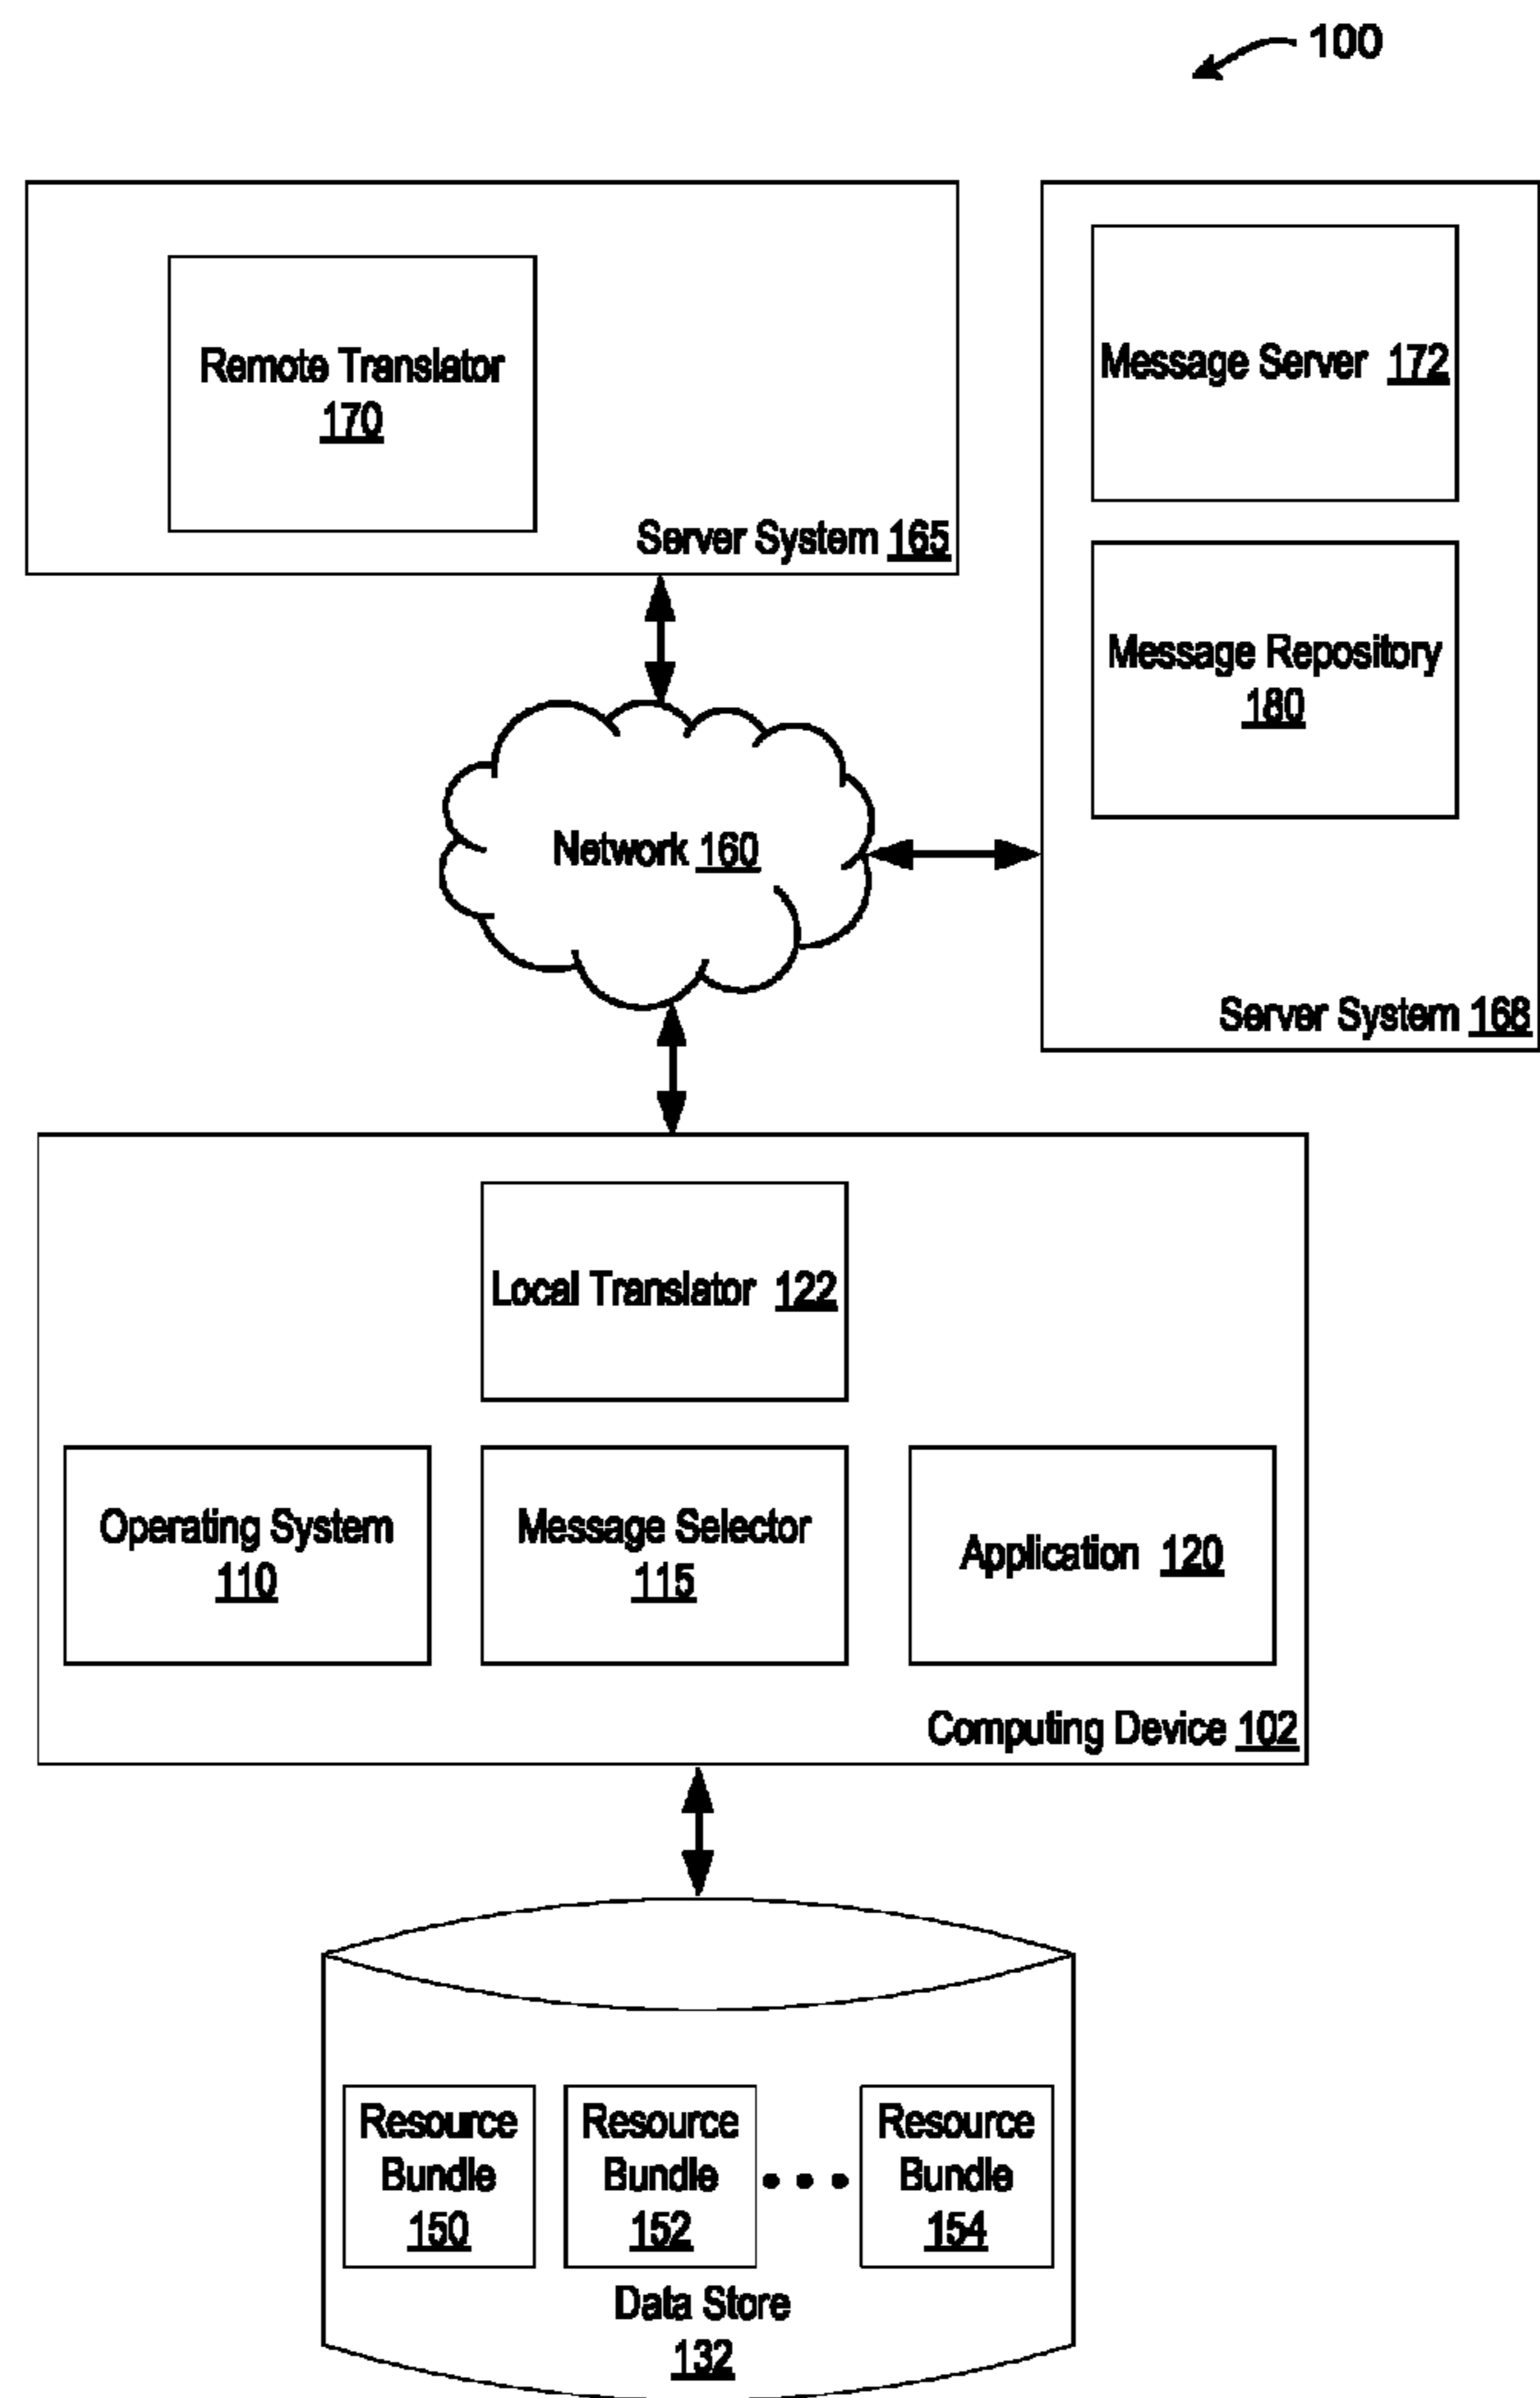 100
Remote Translator
170
Server System 165
Message Server 172
Message Repository
180
Server System 168
Network 160
Local Translator 122
Operating System
110
Message Selector
115
Application 120
Computing Device 102
Resource
Bundle
150
Resource
Bundle
152
Resource
Bundle
154
Data Store
132